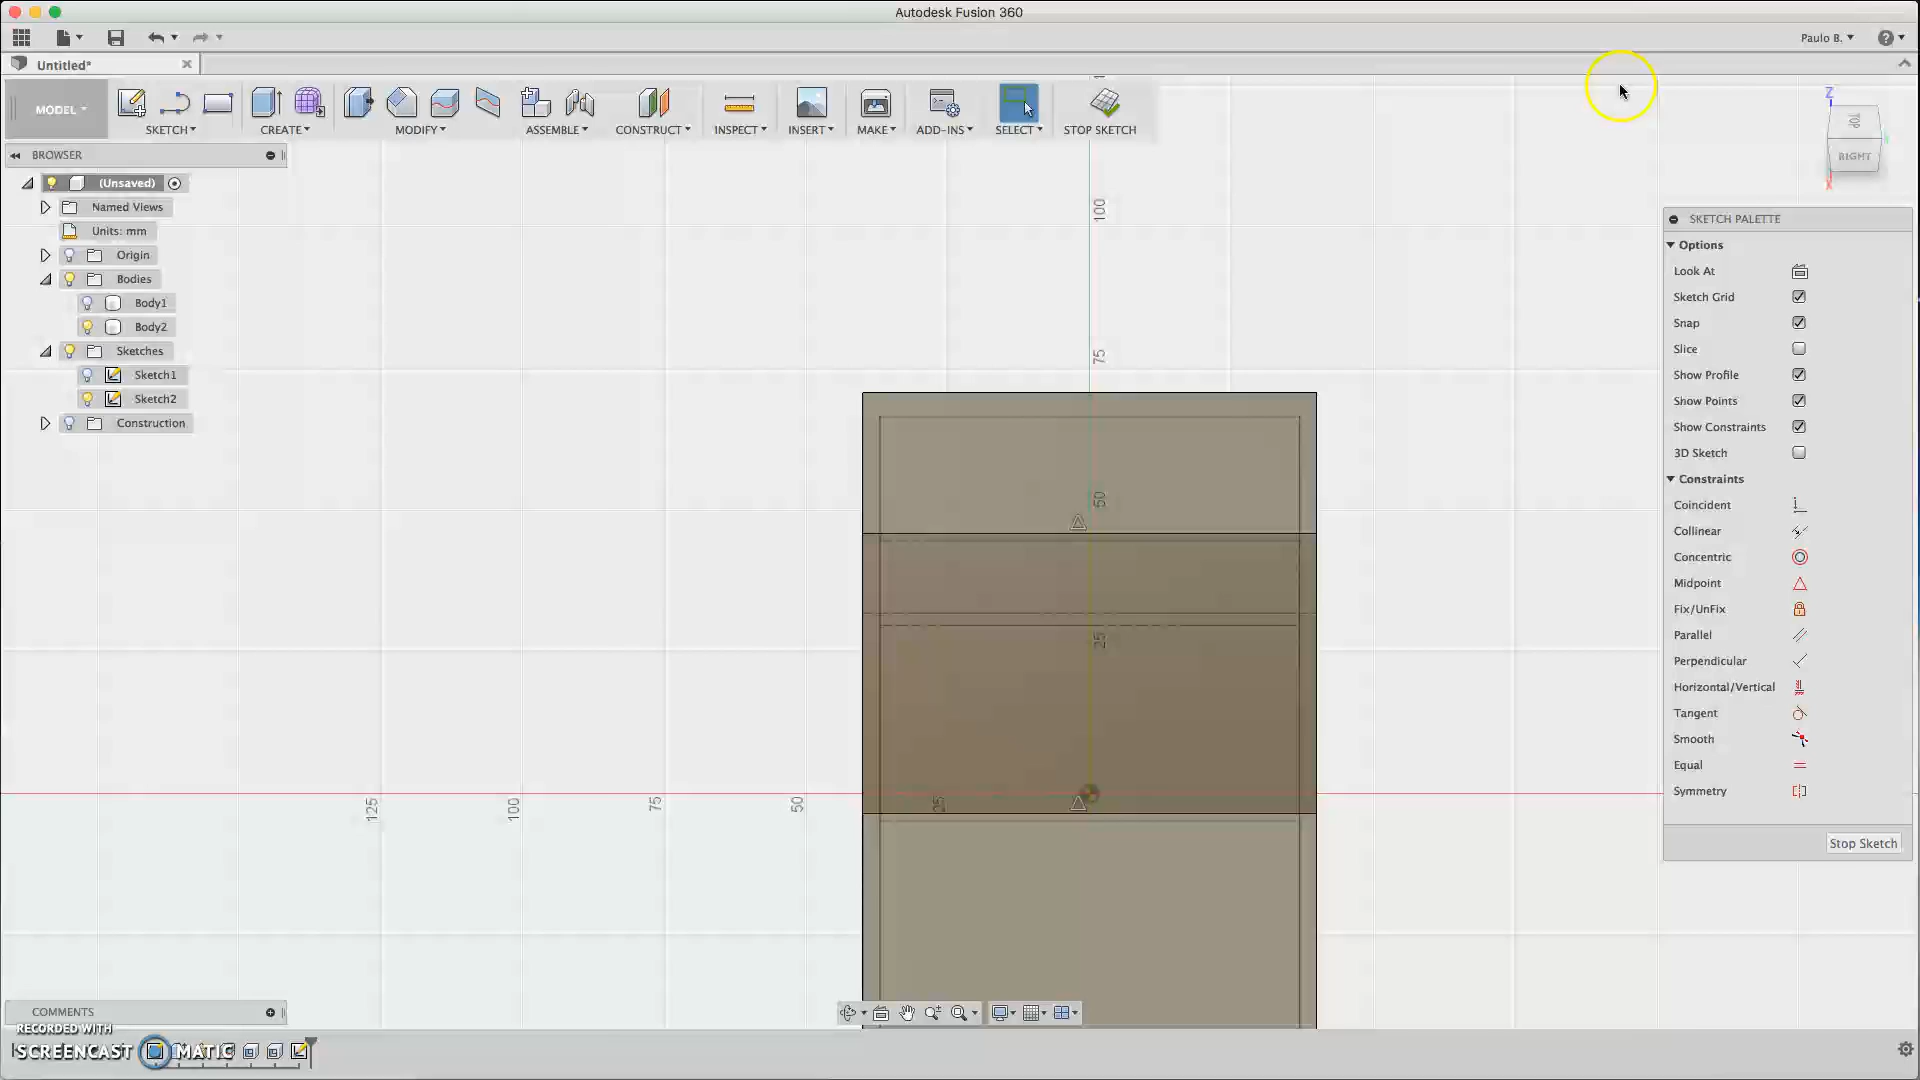 Autodesk Fusion 360
Paulo B.
Untitled*
MODEL
SKETCH
CREATE
MODIFY
ASSEMBLE
CONSTRUCT
INSPECT
INSERT
MAKE
ADD-INS
SELECT
STOP SKETCH
Z
TOP
RIGHT
X
BROWSER
(Unsaved)
Named Views
Units: mm
Origin
Bodies
Body1
Body2
Sketches
Sketch1
Sketch2
Construction
100
75
50
25
125
100
75
50
25
SKETCH PALETTE
Options
Look At
Sketch Grid
Snap
Slice
Show Profile
Show Points
Show Constraints
3D Sketch
Constraints
Coincident
Collinear
Concentric
Midpoint
Fix/UnFix
Parallel
Perpendicular
Horizontal/Vertical
Tangent
Smooth
Equal
Symmetry
Stop Sketch
COMMENTS
RECORDED WITH
SCREENCAST MATIC